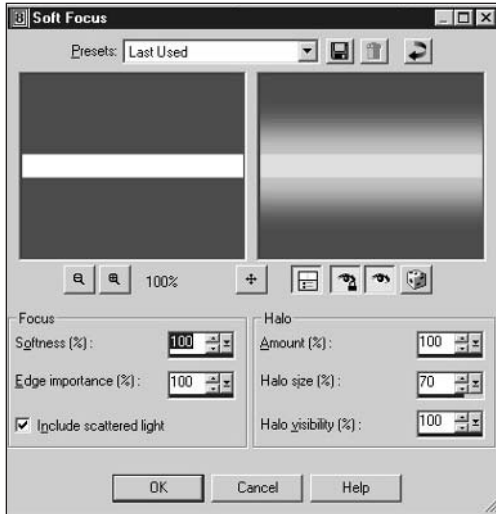 8 Soft Focus
Presets: Last Used
100%
Focus
Softness (%) : 100
Edge importance (%) : 100
Include scattered light
Halo
Amount (%) : 100
Halo size (%) : 70
Halo visibility (%) : 100
OK Cancel Help